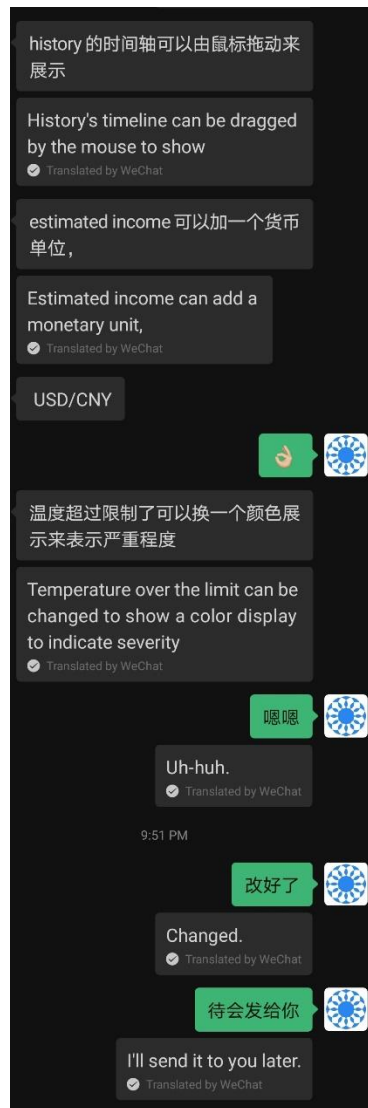 history 的时间轴可以由鼠标拖动来
展示
History's timeline can be dragged
by the mouse to show
Translated by WeChat
estimated income 可以加一个货币
单位，
Estimated income can add a
monetary unit,
Translated by WeChat
USD/CNY
👌🏻
温度超过限制了可以换一个颜色展
示来表示严重程度
Temperature over the limit can be
changed to show a color display
to indicate severity
Translated by WeChat
嗯嗯
Uh-huh.
Translated by WeChat
9:51 PM
改好了
Changed.
Translated by WeChat
待会发给你
I'll send it to you later.
Translated by WeChat